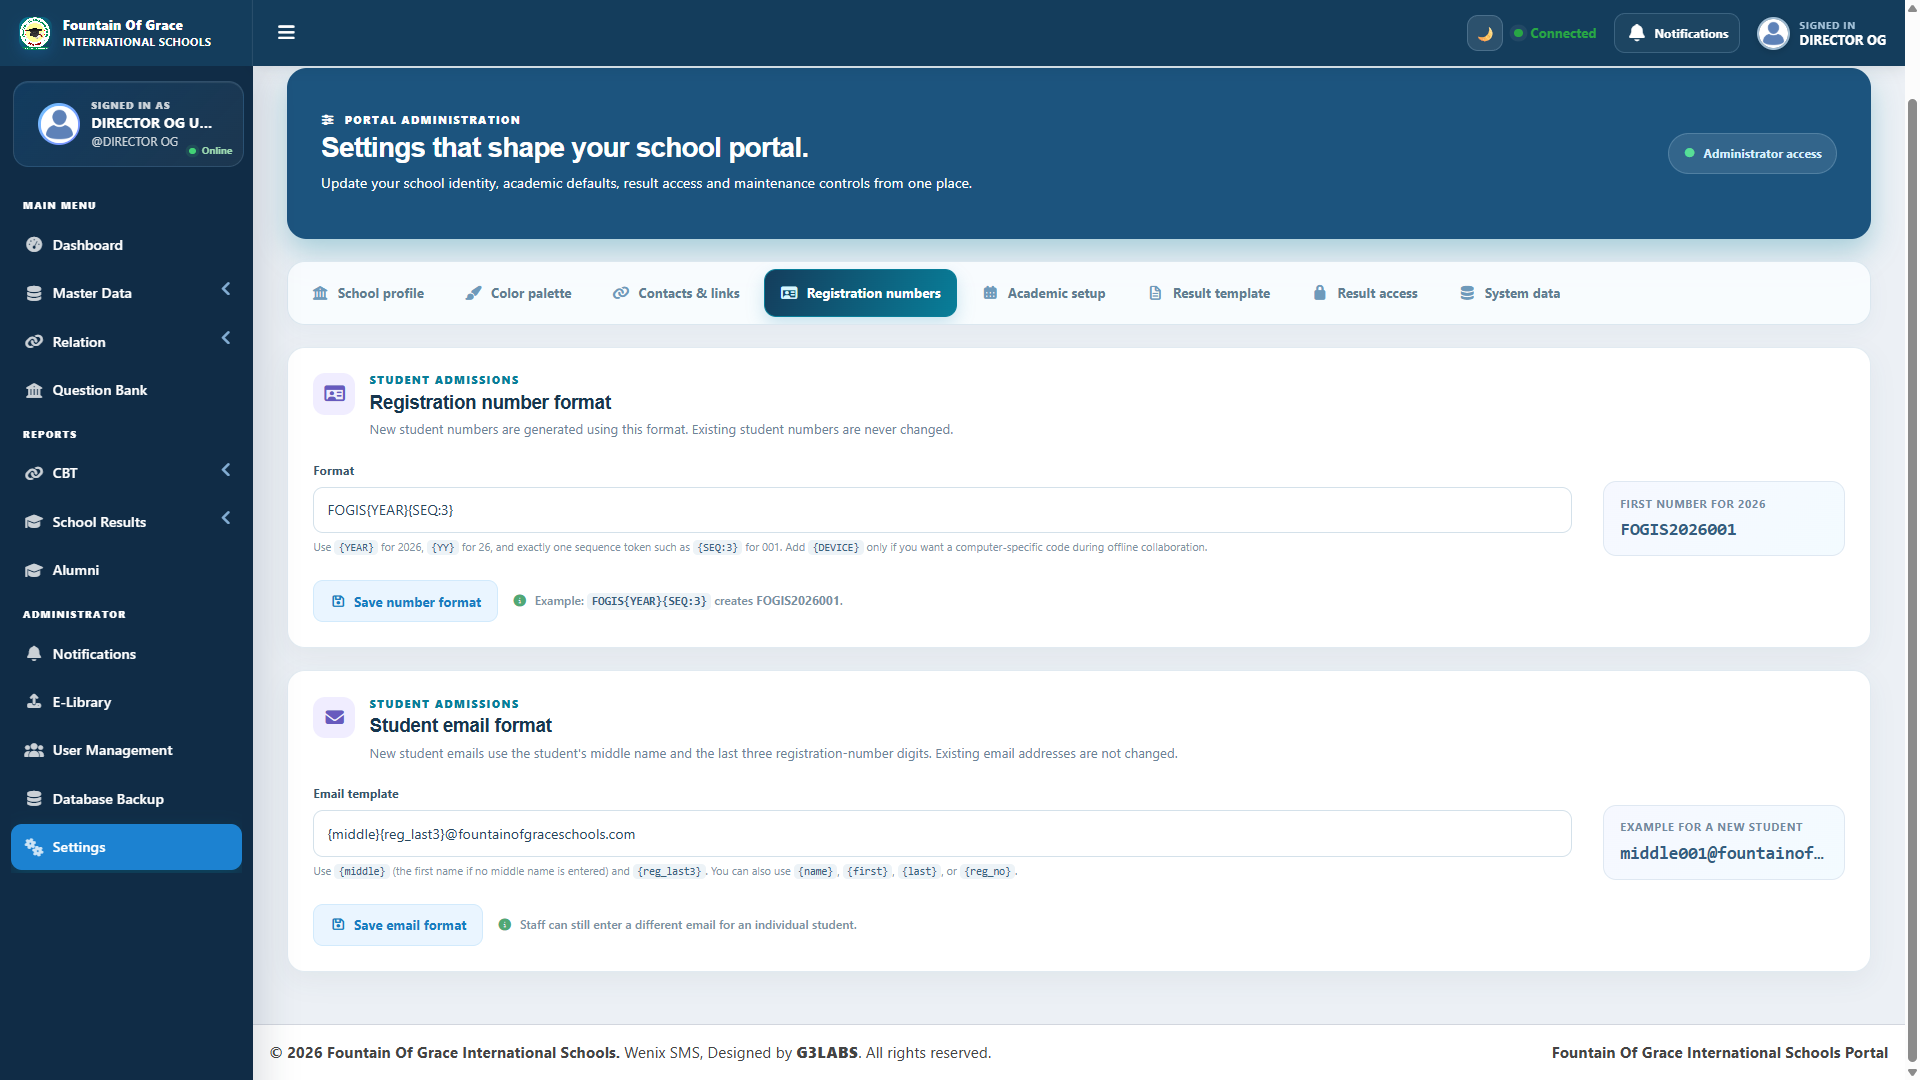 Fountain Of Grace
INTERNATIONAL SCHOOLS
Connected
Notifications
SIGNED IN
DIRECTOR OG
SIGNED IN AS
DIRECTOR OG U...
@DIRECTOR OG
Online
MAIN MENU
Dashboard
Master Data
Relation
Question Bank
REPORTS
CBT
School Results
Alumni
ADMINISTRATOR
Notifications
E-Library
User Management
Database Backup
Settings
PORTAL ADMINISTRATION
Settings that shape your school portal.
Update your school identity, academic defaults, result access and maintenance controls from one place.
Administrator access
School profile
Color palette
Contacts & links
Registration numbers
Academic setup
Result template
Result access
System data
STUDENT ADMISSIONS
Registration number format
New student numbers are generated using this format. Existing student numbers are never changed.
Format
FOGIS{YEAR}{SEQ:3}
Use {YEAR} for 2026, {YY} for 26, and exactly one sequence token such as {SEQ:3} for 001. Add {DEVICE} only if you want a computer-specific code during offline collaboration.
FIRST NUMBER FOR 2026
FOGIS2026001
Save number format
Example: FOGIS{YEAR}{SEQ:3} creates FOGIS2026001.
STUDENT ADMISSIONS
Student email format
New student emails use the student's middle name and the last three registration-number digits. Existing email addresses are not changed.
Email template
{middle}{reg_last3}@fountainofgraceschools.com
Use {middle} (the first name if no middle name is entered) and {reg_last3}. You can also use {name}, {first}, {last}, or {reg_no}.
EXAMPLE FOR A NEW STUDENT
middle001@fountainof...
Save email format
Staff can still enter a different email for an individual student.
© 2026 Fountain Of Grace International Schools. Wenix SMS, Designed by G3LABS. All rights reserved.
Fountain Of Grace International Schools Portal